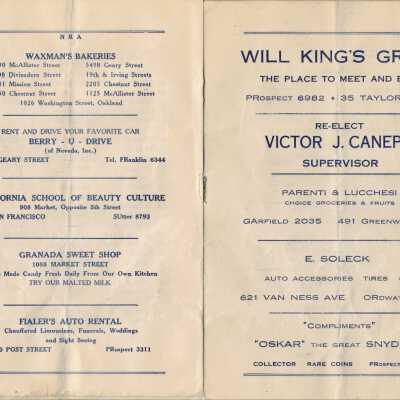 NRA
WAXMAN'S BAKERIES
McAllister Street 5498 Geary Street
Divisadero Street 19th & Irving Streets
Mission Street 2205 Chestnut Street
Chestnut Street 1125 McAllister Street
1026 Washington Street, Oakland
RENT AND DRIVE YOUR FAVORITE CAR
BERRY - U - DRIVE
(of Nevada, Inc.)
GEARY STREET Tel. PRanklin 6344
SCHOOL OF BEAUTY CULTURE
908 Market, Opposite 5th Street
FRANCISCO SUtter 8793
GRANADA SWEET SHOP
1088 MARKET STREET
Made Candy Fresh Daily From Our Own Kitchen
TRY OUR MALTED MILK
FIALER'S AUTO RENTAL
Chauffered Limousines, Funerals, Weddings
and Sight Seeing
POST STREET PRospect 3311
WILL KING'S
THE PLACE TO MEET AND
PROSPECT 6982 • 35 TAYLOR
RE-ELECT
VICTOR J. CANEP
SUPERVISOR
PARENTI & LUCCHESI
CHOICE GROCERIES & FRUITS
GARFIELD 2035 491 GREENW
E. SOLECK
AUTO ACCESSORIES TIRES
621 VAN NESS AVE ORDW
"COMPLIMENTS"
"OSKAR" THE GREAT SNYD
COLLECTOR RARE COINS PROSPEC